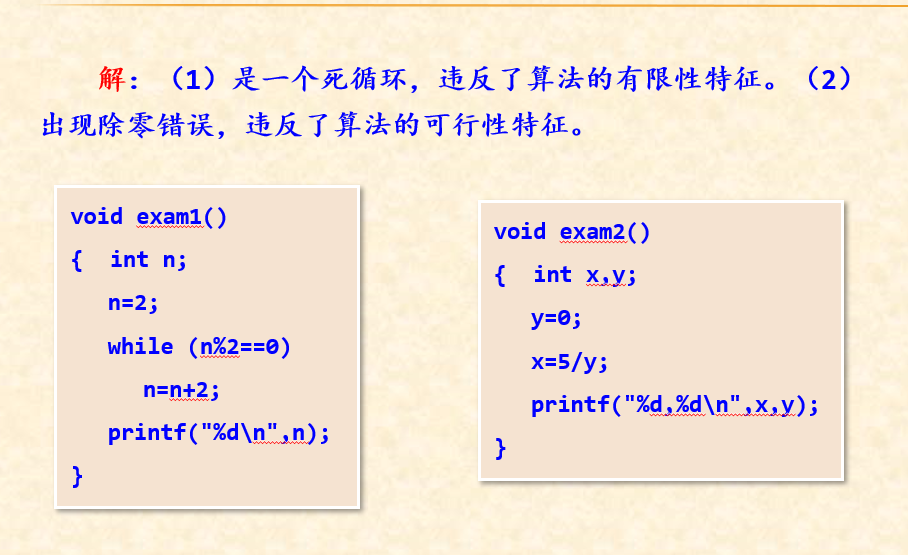 解：（1）是一个死循环，违反了算法的有限性特征。（2）
出现除零错误，违反了算法的可行性特征。
void exam1()
{  int n;
n=2;
while (n%2==0)
n=n+2;
printf("%d\n",n);
}
void exam2()
{  int x,y;
y=0;
x=5/y;
printf("%d,%d\n",x,y);
}